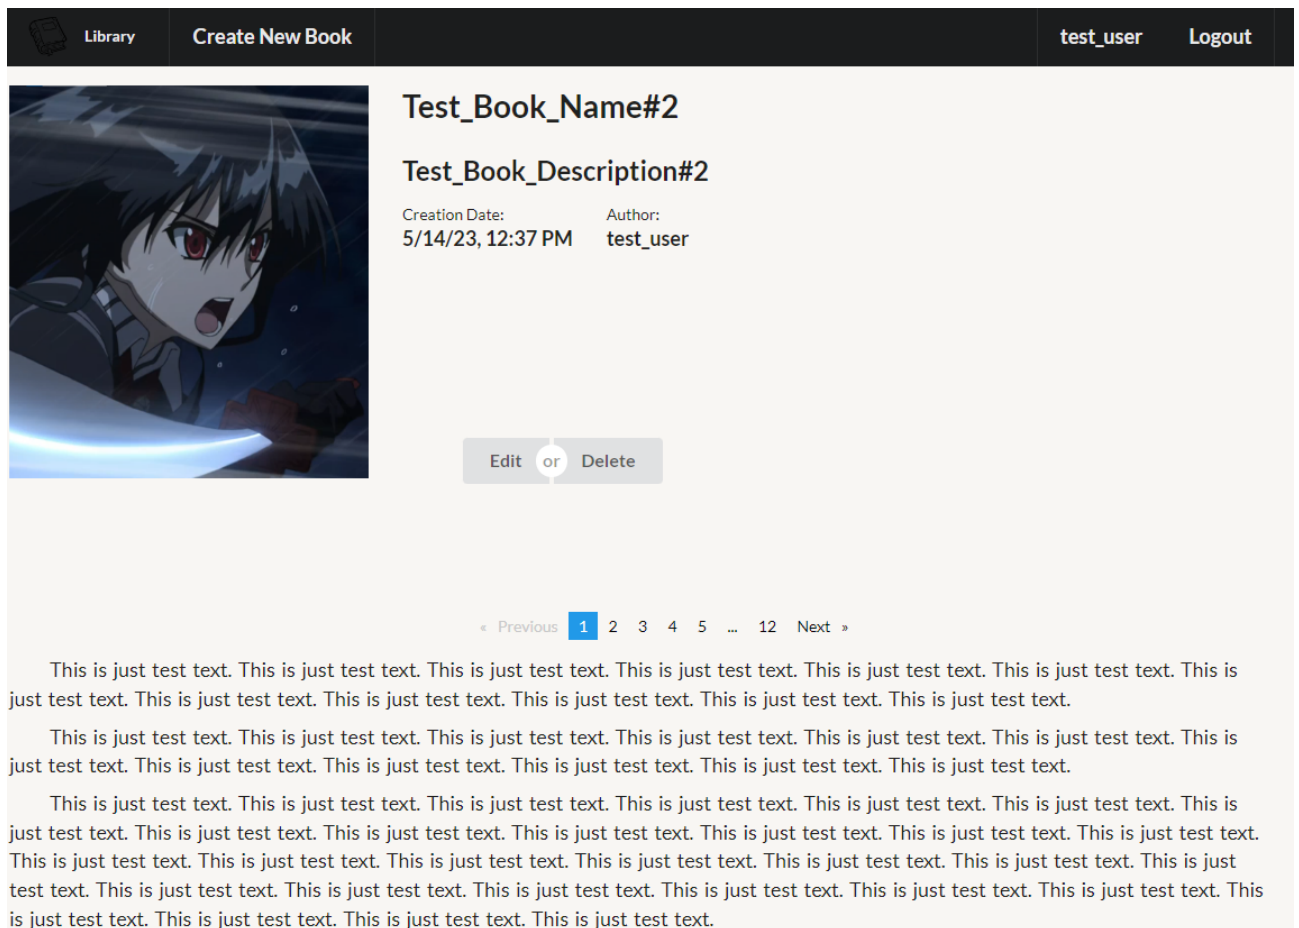 Library Create New Book test_user Logout
Test_Book_Name#2
Test_Book_Description#2
Creation Date: Author:
5/14/23, 12:37 PM test_user
Edit or Delete
« Previous 1 2 3 4 5 ... 12 Next »
This is just test text. This is just test text. This is just test text. This is just test text. This is just test text. This is just test text. This is
just test text. This is just test text. This is just test text. This is just test text. This is just test text. This is just test text.
This is just test text. This is just test text. This is just test text. This is just test text. This is just test text. This is just test text. This is
just test text. This is just test text. This is just test text. This is just test text. This is just test text. This is just test text.
This is just test text. This is just test text. This is just test text. This is just test text. This is just test text. This is just test text. This is
just test text. This is just test text. This is just test text. This is just test text. This is just test text. This is just test text. This is just test text.
This is just test text. This is just test text. This is just test text. This is just test text. This is just test text. This is just test text. This is just
test text. This is just test text. This is just test text. This is just test text. This is just test text. This is just test text. This is just test text. This
is just test text. This is just test text. This is just test text. This is just test text.